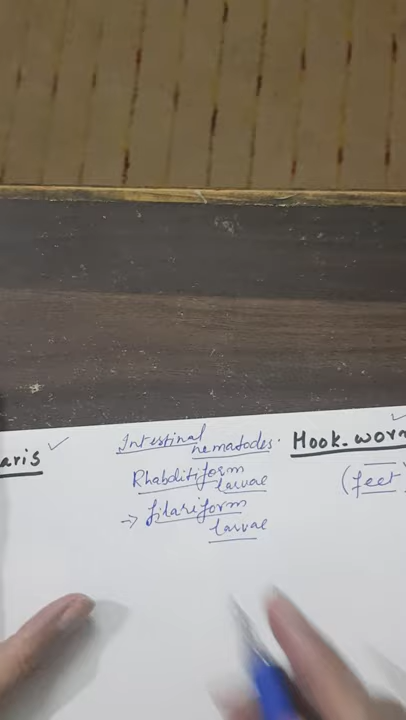 Intestinal
nematodes.
Hook-worm
aris
Rhabditiform
larvae
(feet)
-> filariform
larvae